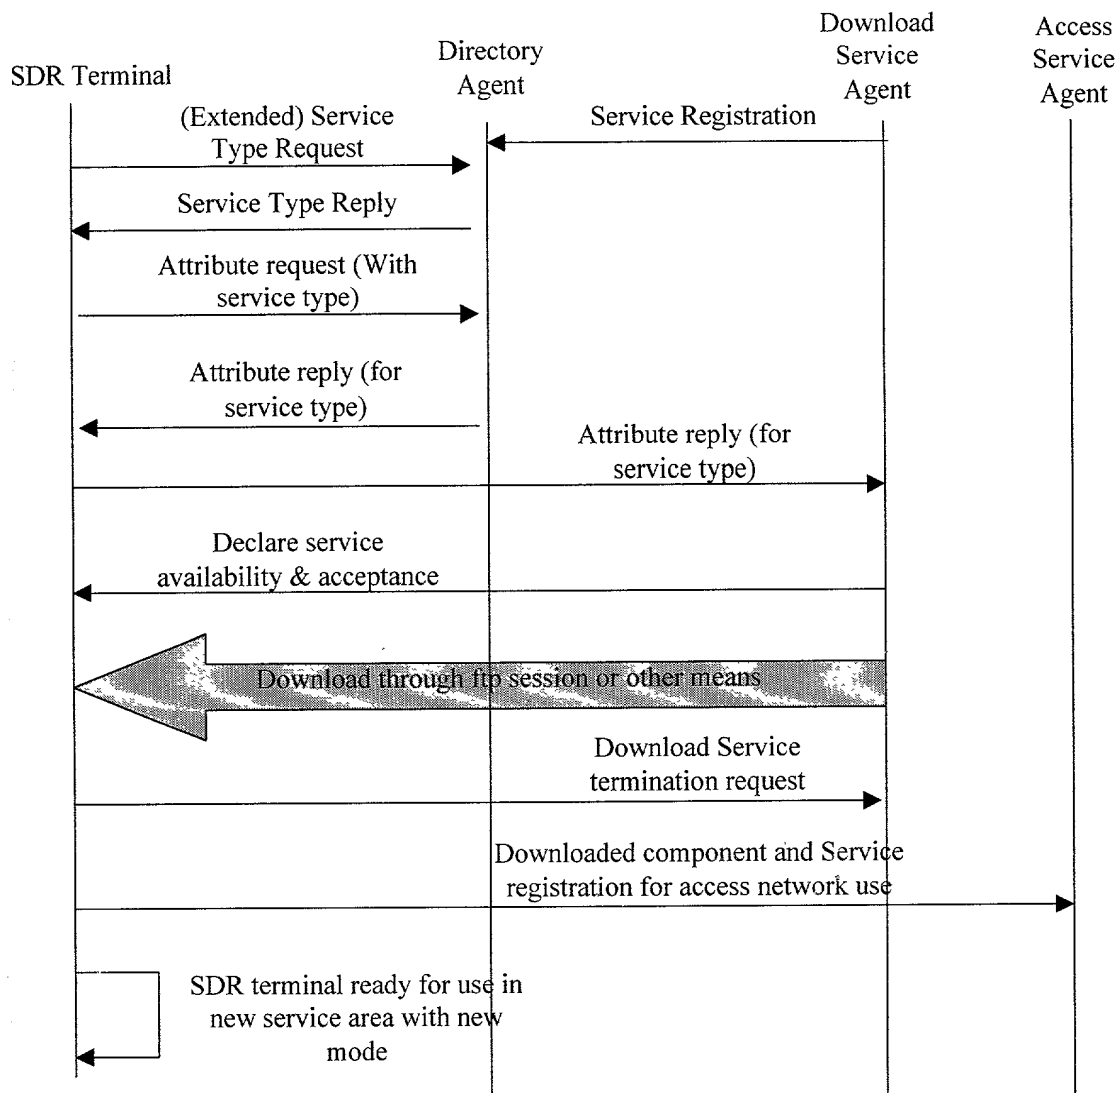 SDR Terminal
Directory
Agent
Download
Service
Agent
Access
Service
Agent
(Extended) Service
Type Request
Service Registration
Service Type Reply
Attribute request (With
service type)
Attribute reply (for
service type)
Attribute reply (for
service type)
Declare service
availability & acceptance
Download through ftp session or other means
Download Service
termination request
Downloaded component and Service
registration for access network use
SDR terminal ready for use in
new service area with new
mode